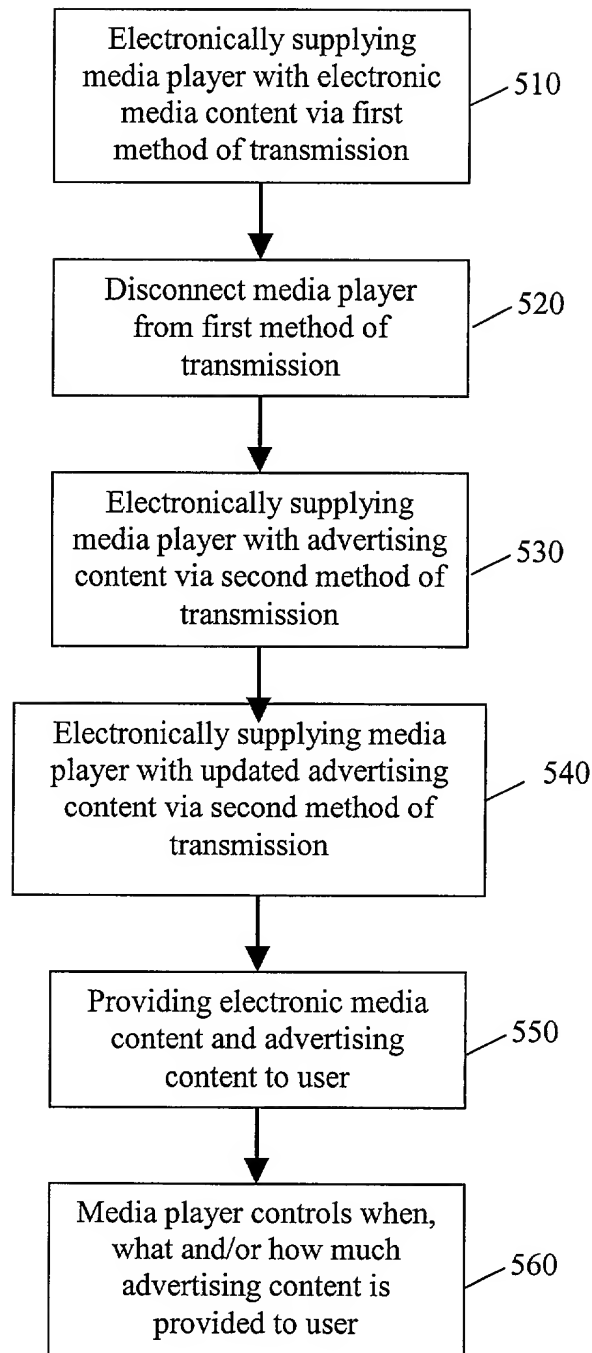 Electronically supplying
media player with electronic
media content via first
method of transmission
510
Disconnect media player
from first method of
transmission
520
Electronically supplying
media player with advertising
content via second method of
transmission
530
Electronically supplying media
player with updated advertising
content via second method of
transmission
540
Providing electronic media
content and advertising
content to user
550
Media player controls when,
what and/or how much
advertising content is
provided to user
560